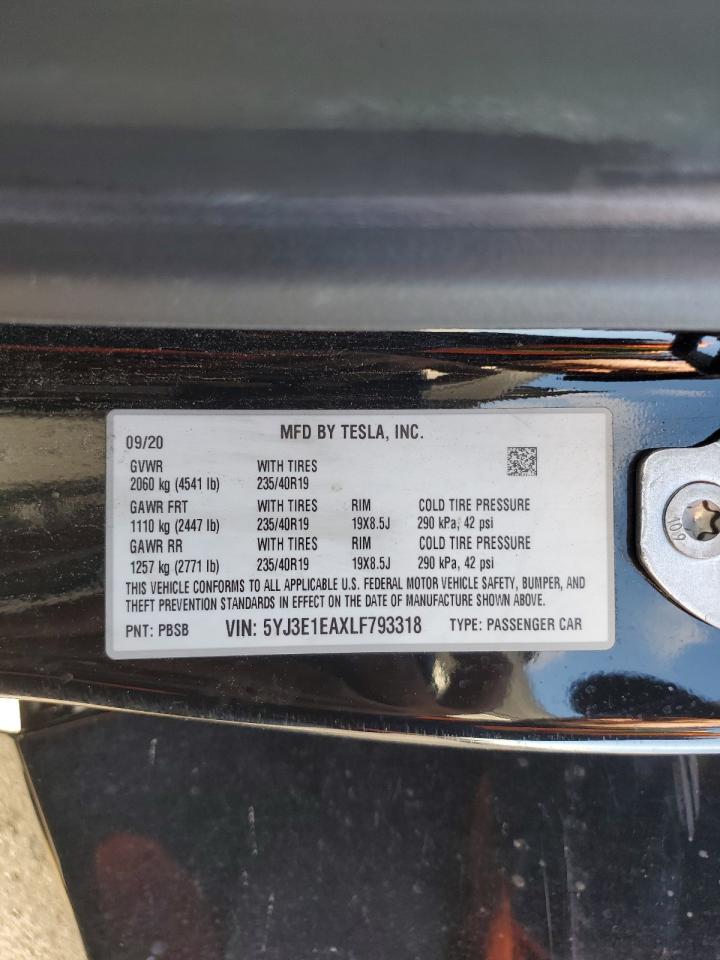 09/20 MFD BY TESLA, INC.
GVWR WITH TIRES
2060 kg (4541 lb) 235/40R19
GAWR FRT WITH TIRES RIM COLD TIRE PRESSURE
1110 kg (2447 lb) 235/40R19 19X8.5J 290 kPa, 42 psi
GAWR RR WITH TIRES RIM COLD TIRE PRESSURE
1257 kg (2771 lb) 235/40R19 19X8.5J 290 kPa, 42 psi
THIS VEHICLE CONFORMS TO ALL APPLICABLE U.S. FEDERAL MOTOR VEHICLE SAFETY, BUMPER, AND
THEFT PREVENTION STANDARDS IN EFFECT ON THE DATE OF MANUFACTURE SHOWN ABOVE.
PNT: PBSB VIN: 5YJ3E1EAXLF793318 TYPE: PASSENGER CAR